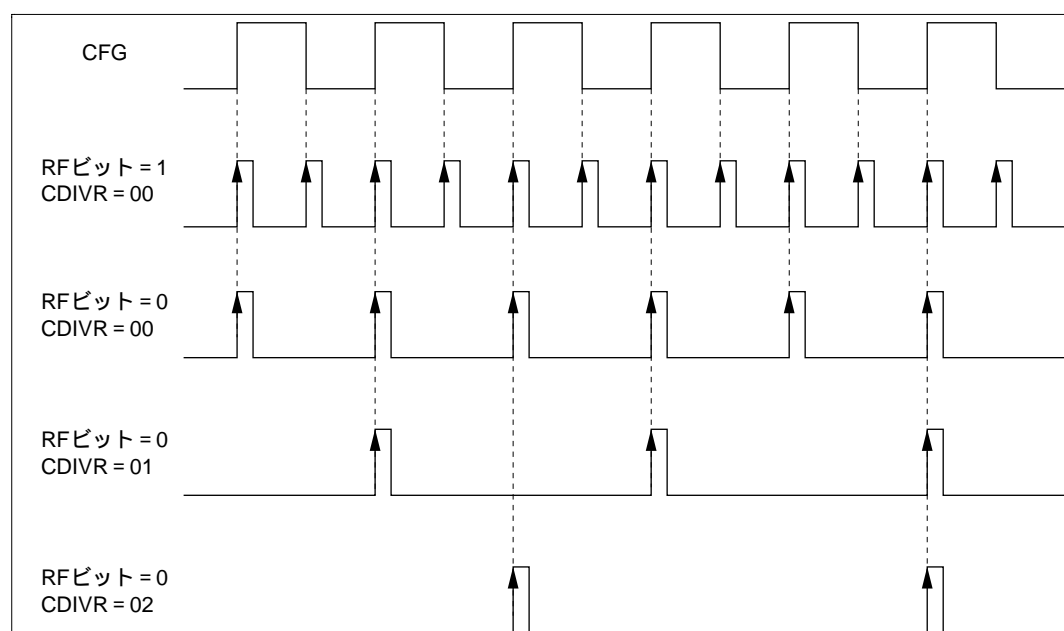 CFG
RFビット = 1
CDIVR = 00
RFビット = 0
CDIVR = 00
RFビット = 0
CDIVR = 01
RFビット = 0
CDIVR = 02